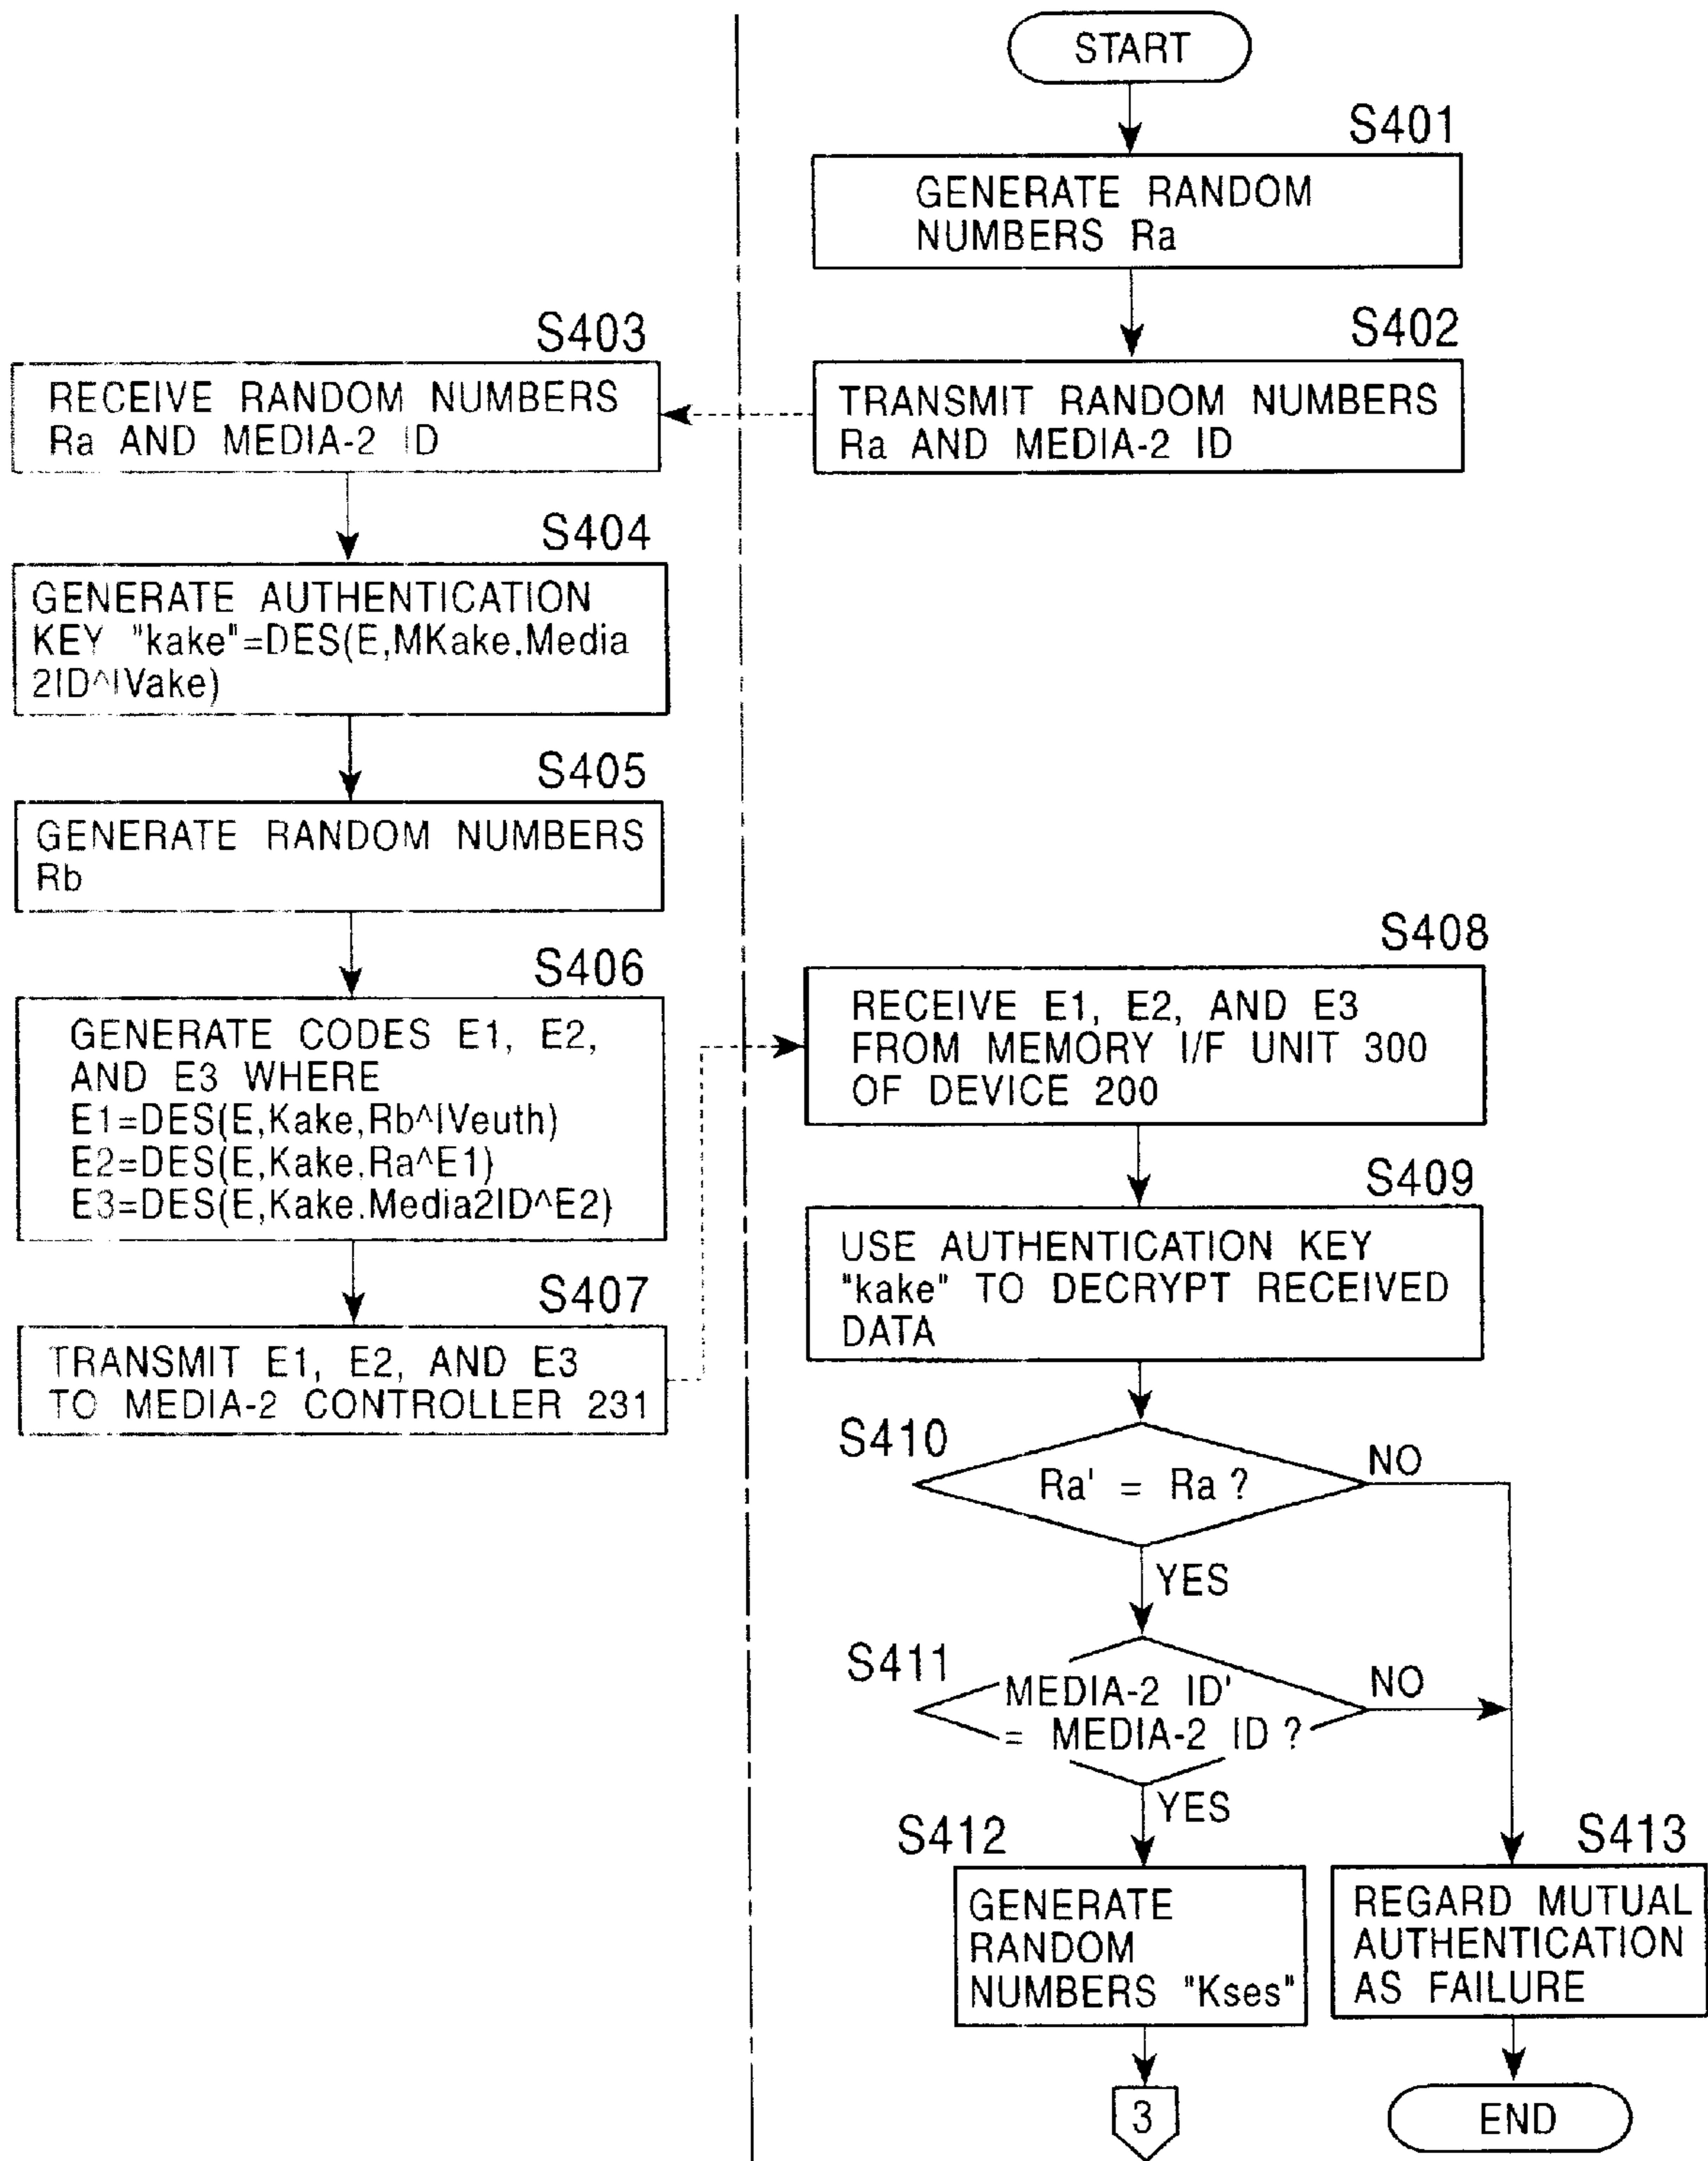 START
S401
GENERATE RANDOM
NUMBERS Ra
S402
TRANSMIT RANDOM NUMBERS
Ra AND MEDIA-2 ID
S403
RECEIVE RANDOM NUMBERS
Ra AND MEDIA-2 ID
S404
GENERATE AUTHENTICATION
KEY "kake"=DES(E,MKake,Media
2ID^IVake)
S405
GENERATE RANDOM NUMBERS
Rb
S406
GENERATE CODES E1, E2,
AND E3 WHERE
E1=DES(E,Kake,Rb^IVeuth)
E2=DES(E,Kake,Ra^E1)
E3=DES(E,Kake.Media2ID^E2)
S407
TRANSMIT E1, E2, AND E3
TO MEDIA-2 CONTROLLER 231
S408
RECEIVE E1, E2, AND E3
FROM MEMORY I/F UNIT 300
OF DEVICE 200
S409
USE AUTHENTICATION KEY
"kake" TO DECRYPT RECEIVED
DATA
S410
Ra' = Ra ?
NO
YES
S411
MEDIA-2 ID'
= MEDIA-2 ID ?
NO
YES
S412
GENERATE
RANDOM
NUMBERS "Kses"
3
S413
REGARD MUTUAL
AUTHENTICATION
AS FAILURE
END